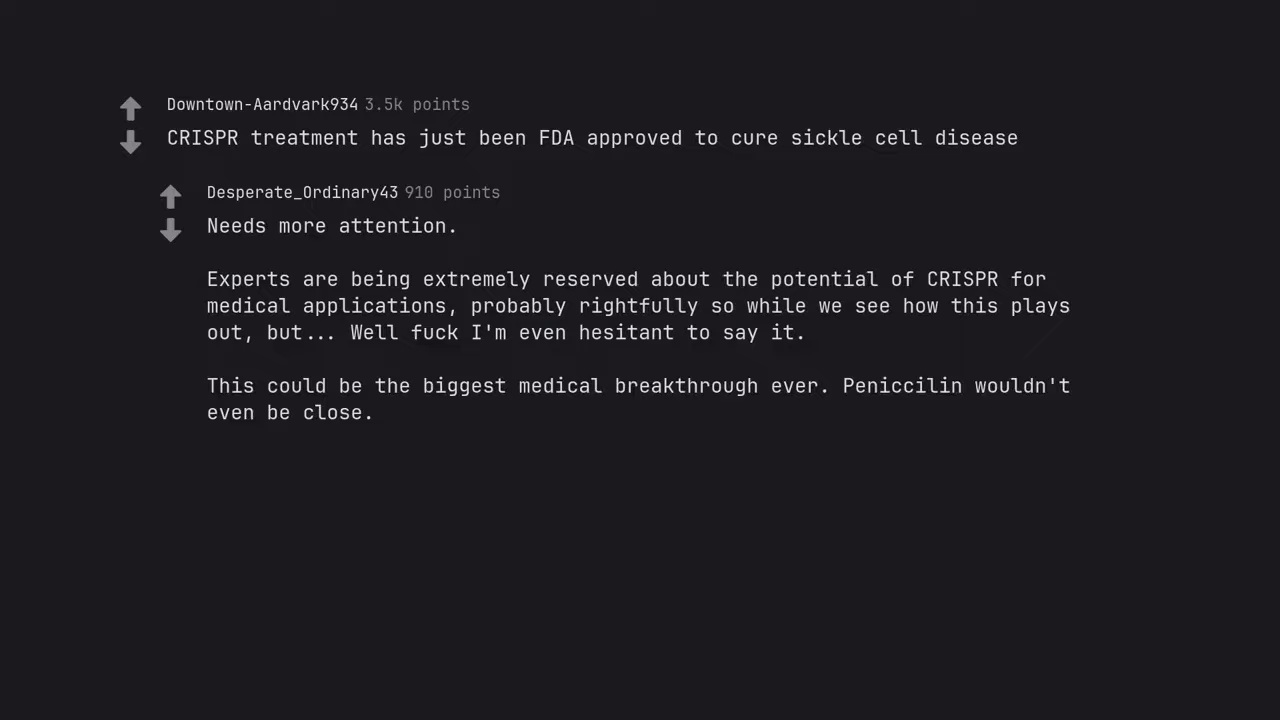 Downtown-Aardvark934 3.5k points
CRISPR treatment has just been FDA approved to cure sickle cell disease
Desperate_Ordinary43 910 points
Needs more attention.
Experts are being extremely reserved about the potential of CRISPR for
medical applications, probably rightfully so while we see how this plays
out, but... Well fuck I'm even hesitant to say it.
This could be the biggest medical breakthrough ever. Peniccilin wouldn't
even be close.